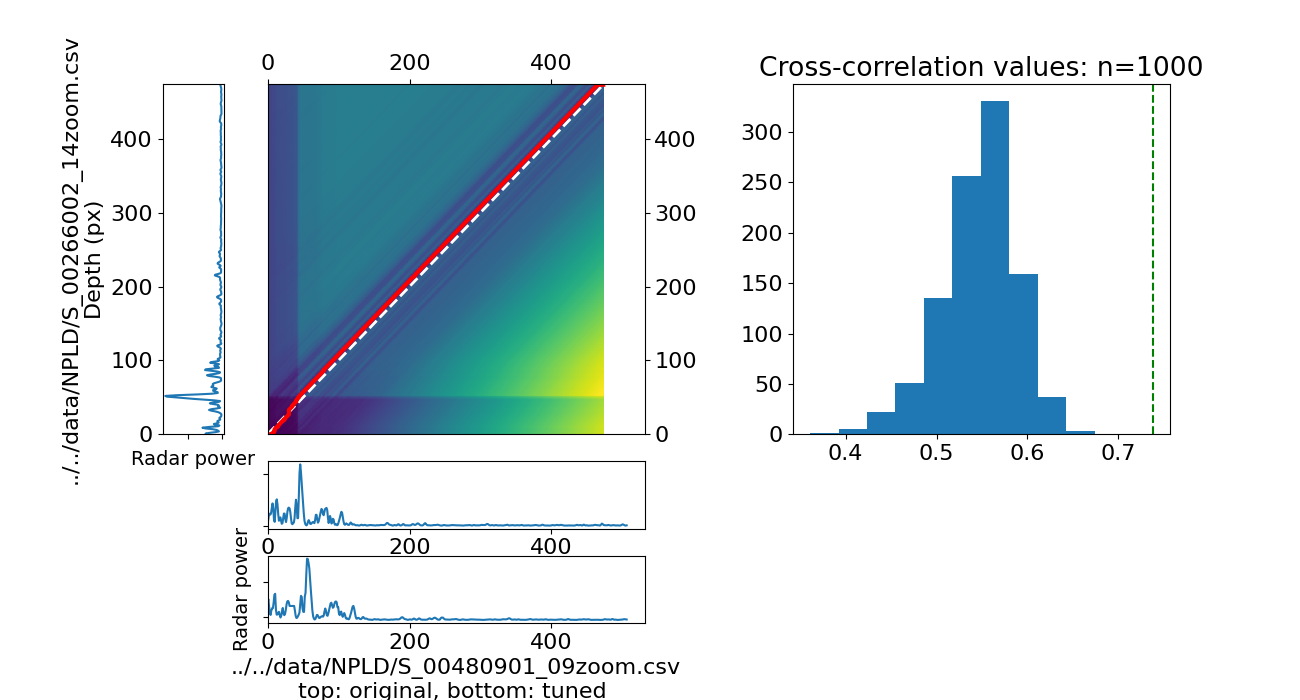 0 200 400
Cross-correlation values: n=1000
../../data/NPLD/S_00266002_14zoom.csv
Depth (px)
400
300
200
100
0
400
300
200
100
0
300
250
200
150
100
50
0
0.4 0.5 0.6 0.7
Radar power
0 200 400
Radar power
0 200 400
../../data/NPLD/S_00480901_09zoom.csv
top: original, bottom: tuned